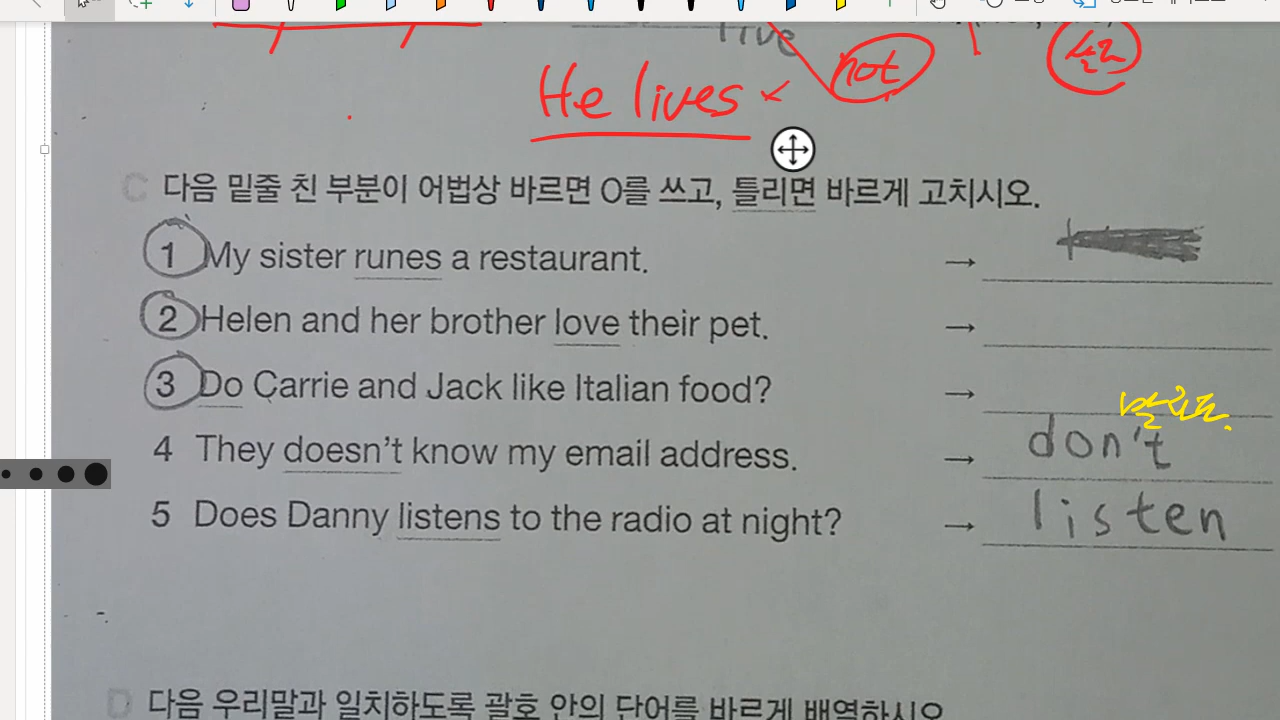 live
not
He lives
C 다음 밑줄 친 부분이 어법상 바르면 O를 쓰고, 틀리면 바르게 고치시오.
1 My sister runes a restaurant. →
2 Helen and her brother love their pet. →
3 Do Carrie and Jack like Italian food? →
4 They doesn't know my email address. → don't
5 Does Danny listens to the radio at night? → listen
D 다음 우리말과 일치하도록 괄호 안의 단어를 바르게 배열하시오